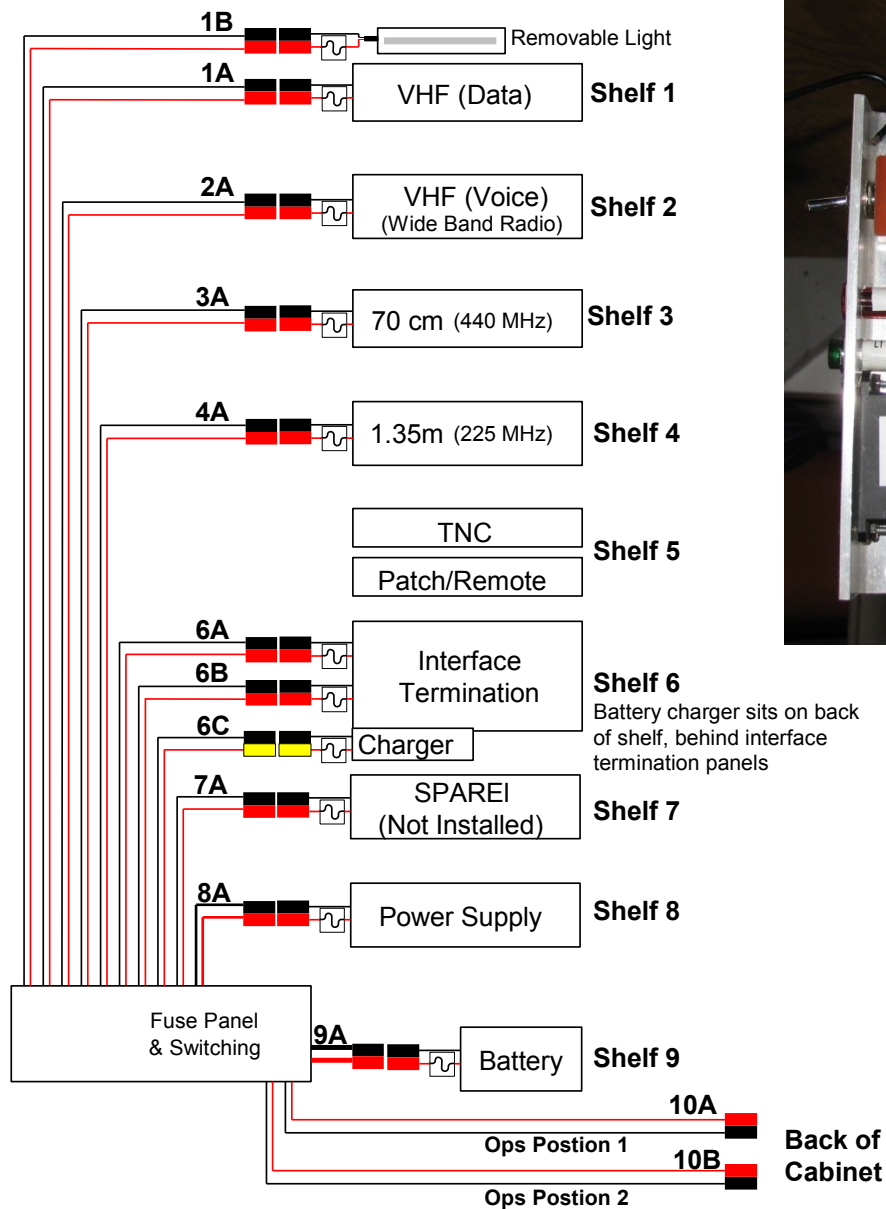 1B
Removable Light
1A
VHF (Data)
Shelf 1
2A
VHF (Voice)
(Wide Band Radio)
Shelf 2
3A
70 cm (440 MHz)
Shelf 3
4A
1.35m (225 MHz)
Shelf 4
TNC
Patch/Remote
Shelf 5
6A
6B
Interface
Termination
Shelf 6
Battery charger sits on back
of shelf, behind interface
termination panels
6C
Charger
7A
SPAREI
(Not Installed)
Shelf 7
8A
Power Supply
Shelf 8
Fuse Panel
& Switching
9A
Battery
Shelf 9
10A
Ops Postion 1
10B
Ops Postion 2
Back of
Cabinet